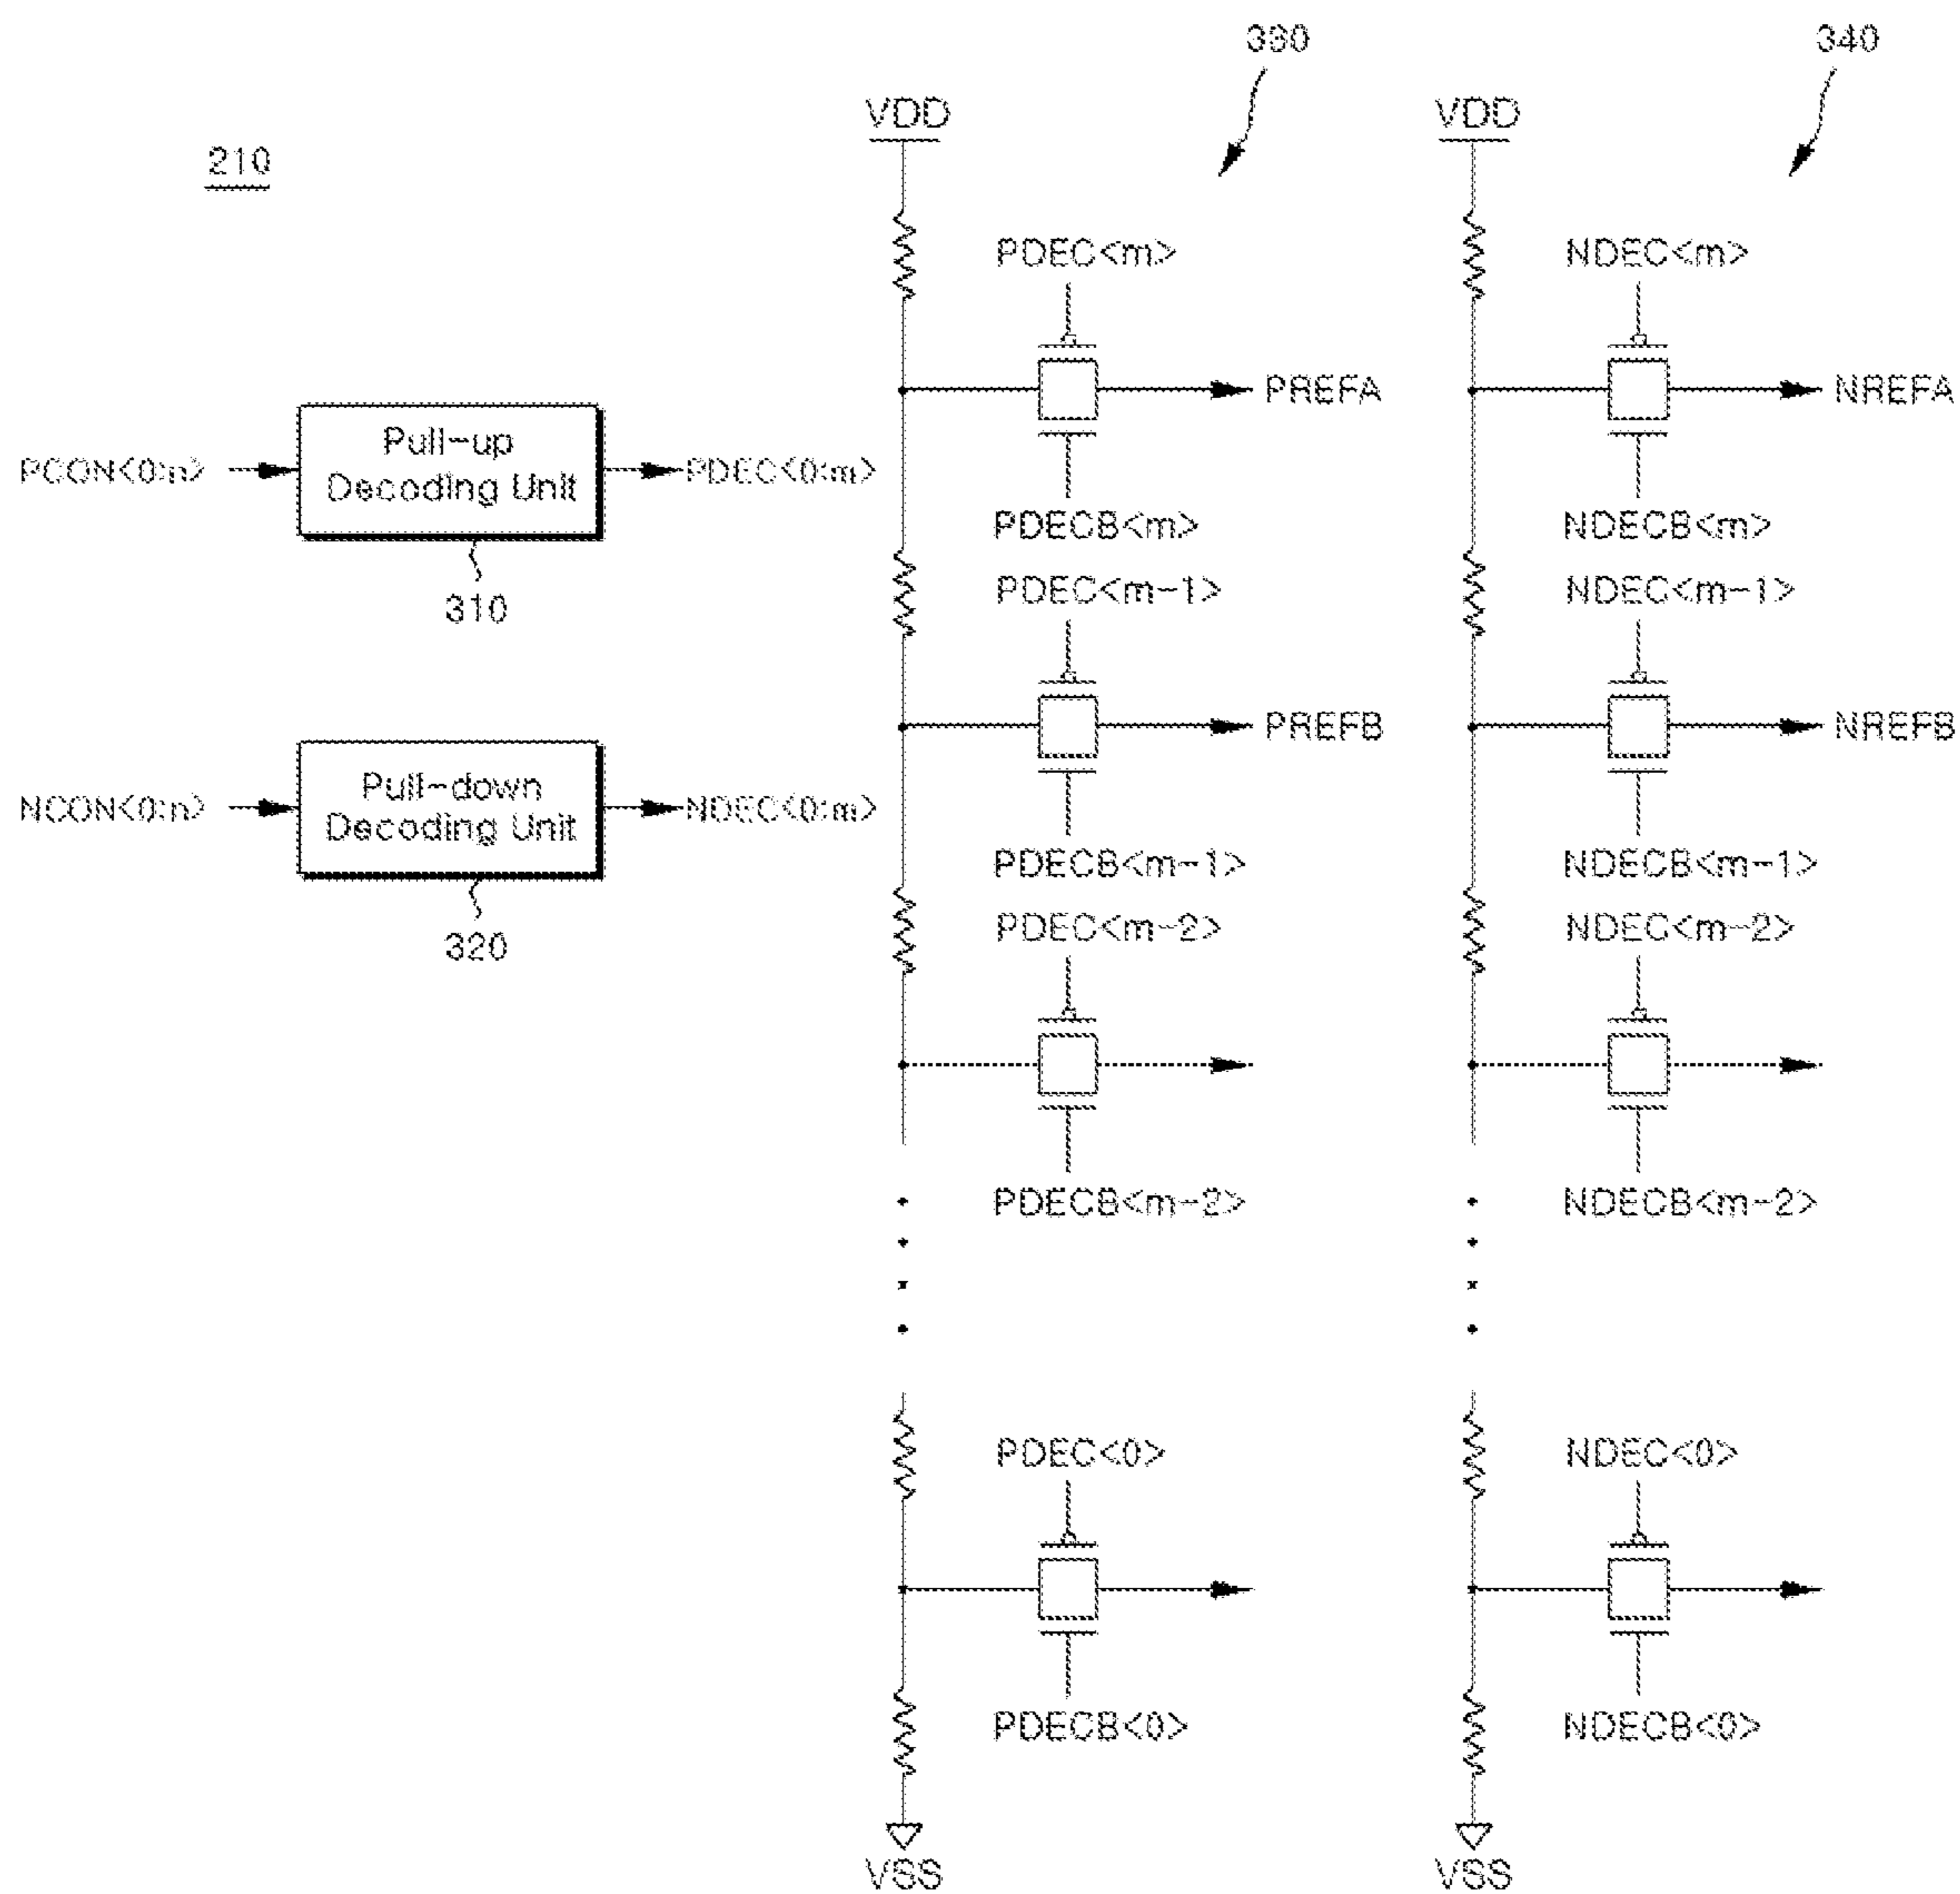 330
340
VDD
VDD
210
PDEC<m>
NDEC<m>
PREFA
NREFA
Pull-up
Decoding Unit
PCON<0:n>
PDEC<0:m>
PDECB<m>
NDECB<m>
310
PDEC<m-1>
NDEC<m-1>
PREFB
NREFB
Pull-down
Decoding Unit
NCON<0:n>
NDEC<0:m>
PDECB<m-1>
NDECB<m-1>
320
PDEC<m-2>
NDEC<m-2>
PDECB<m-2>
NDECB<m-2>
PDEC<0>
NDEC<0>
PDECB<0>
NDECB<0>
VSS
VSS